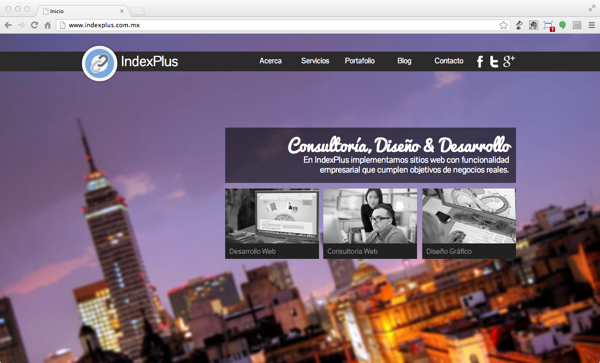 Inicio
www.indexplus.com.mx
IndexPlus
Acerca Servicios Portafolio Blog Contacto
Consultoría, Diseño & Desarrollo
En IndexPlus implementamos sitios web con funcionalidad
empresarial que cumplen objetivos de negocios reales.
Desarrollo Web Consultoría Web Diseño Gráfico